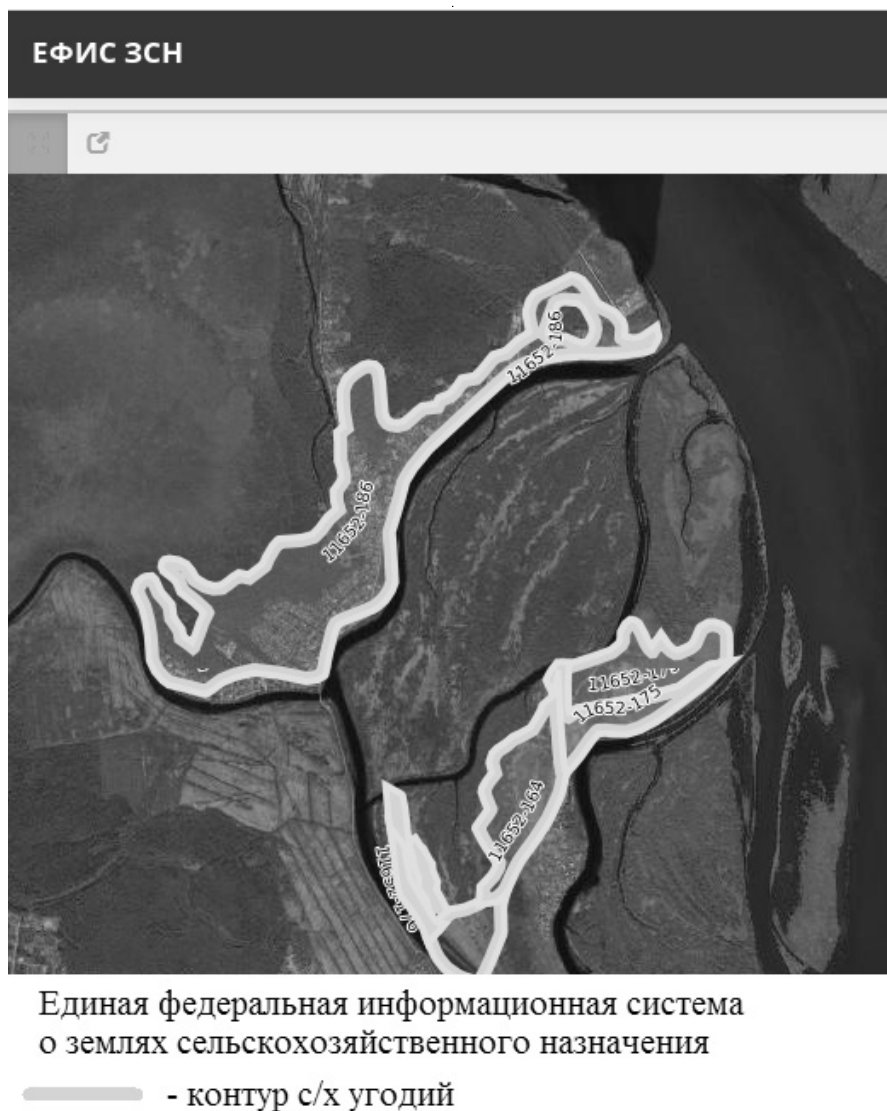 ЕФИС ЗСН
11652-186
11652-186
11652-175
11652-164
Единая федеральная информационная система
о землях сельскохозяйственного назначения
- контур с/х угодий